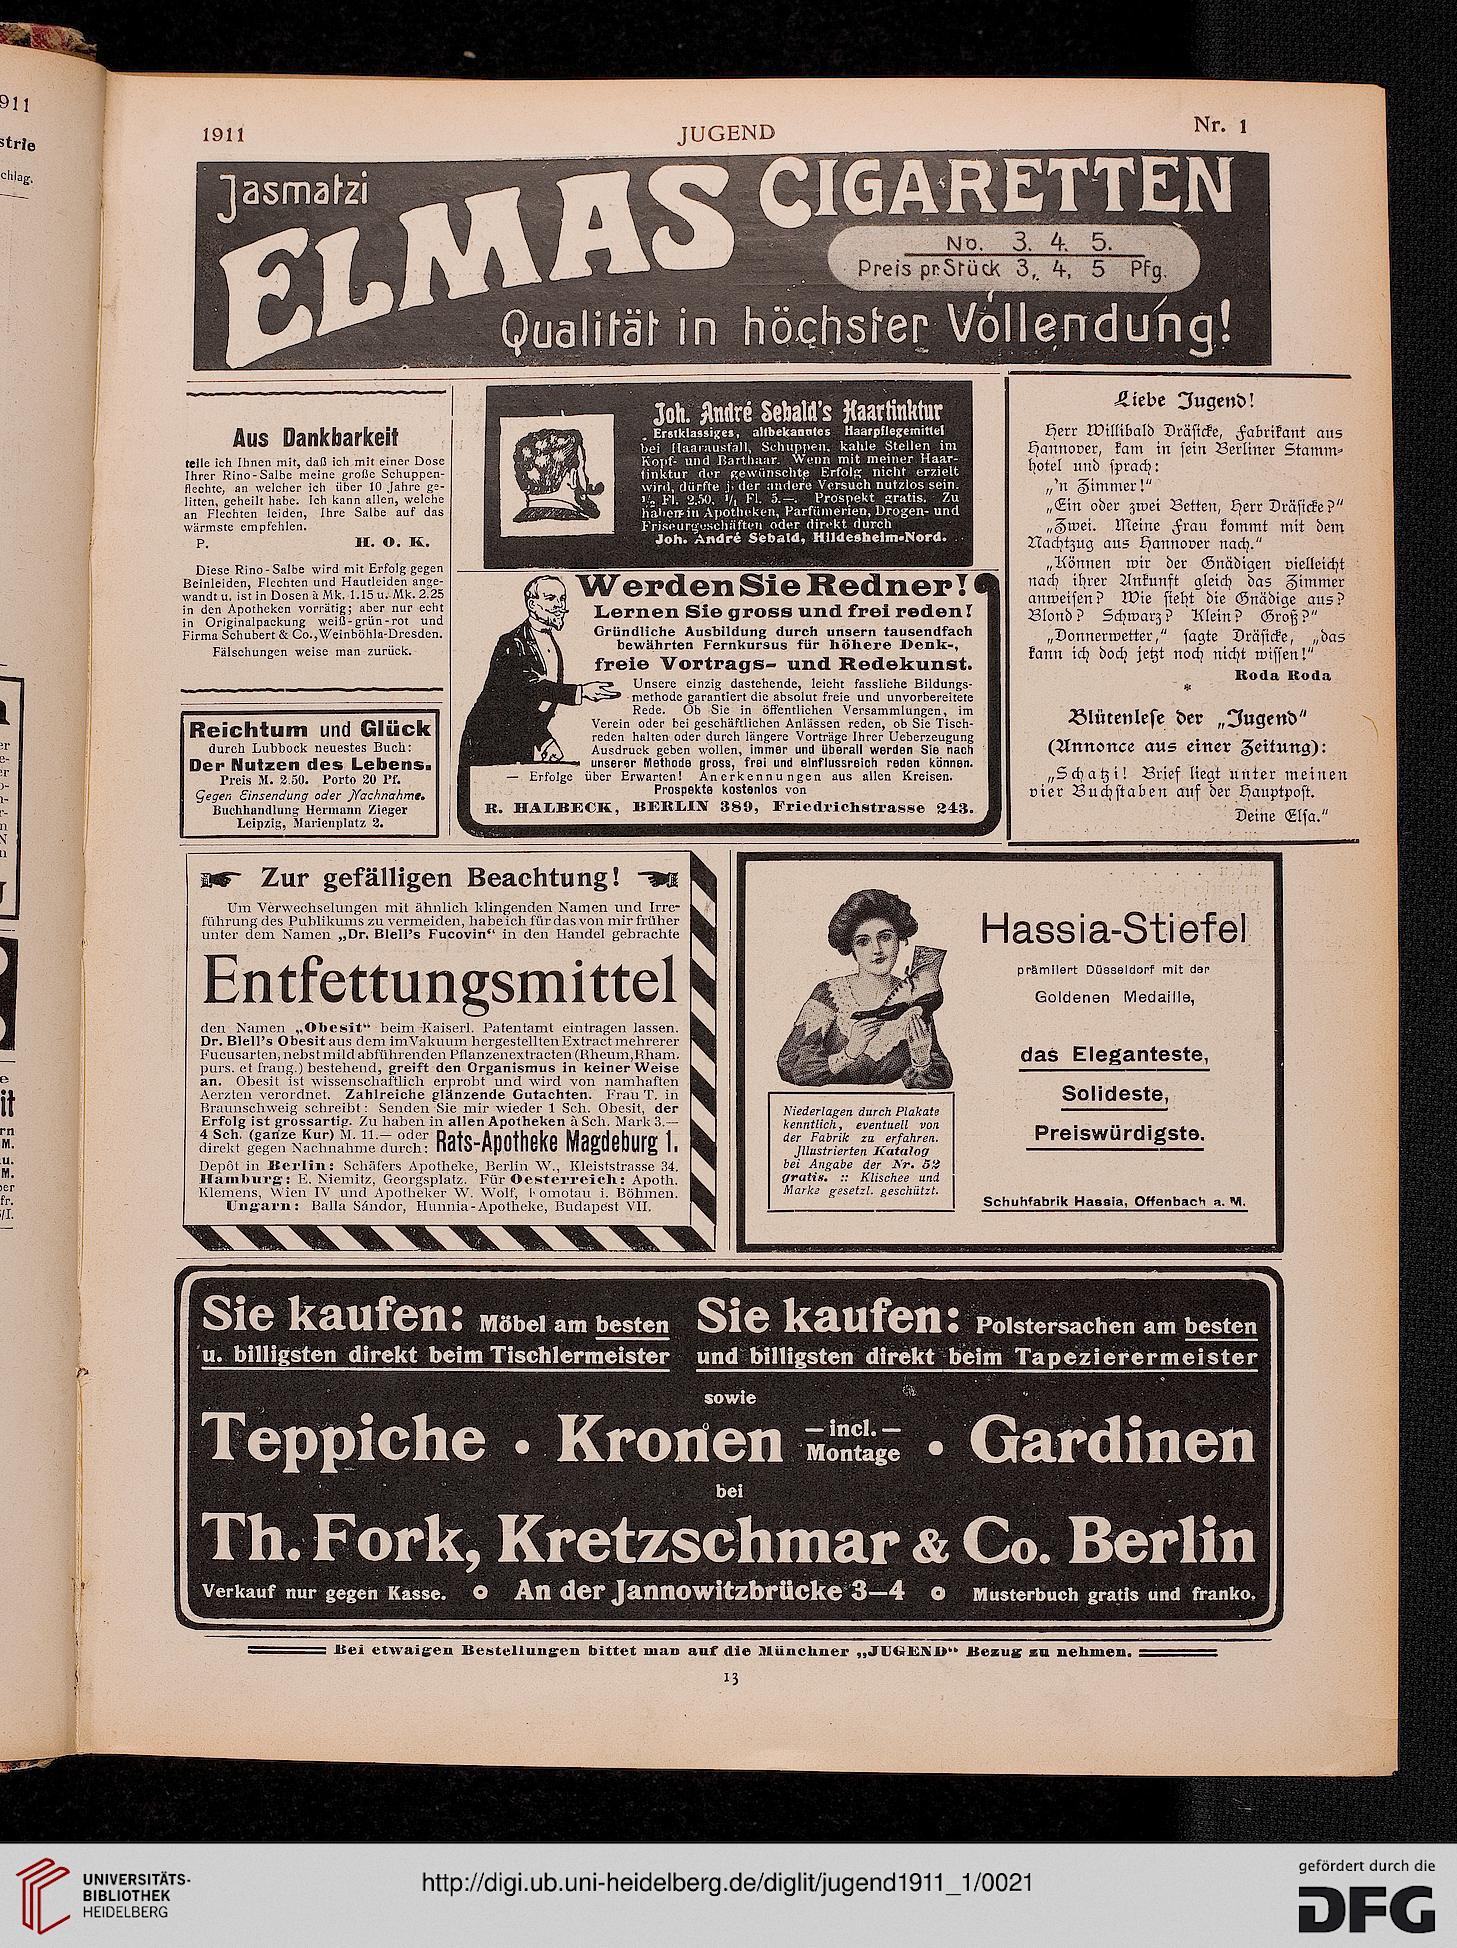 1911
JUGEND
Nr. 1
Jasmatzi
ELMAS
CIGARETTEN
No. 3. 4. 5.
Preis pr Stück 3, 4, 5 Pfg.
Qualität in höchster Vollendung!
Aus Dankbarkeit
teile ich Ihnen mit, daß ich mit einer Dose
Ihrer Rino-Salbe meine große Schuppen-
flechte, an welcher ich über 10 Jahre ge-
litten, geheilt habe. Ich kann allen, welche
an Flechten leiden, Ihre Salbe auf das
wärmste empfehlen.
P. H. O. K.
Diese Rino-Salbe wird mit Erfolg gegen
Beinleiden, Flechten und Hautleiden ange-
wandt u. ist in Dosen à Mk. 1.15 u. Mk. 2.25
in den Apotheken vorrätig; aber nur echt
in Originalpackung weiß-grün-rot und
Firma Schubert & Co., Weinböhla-Dresden.
Fälschungen weise man zurück.
Reichtum und Glück
durch Lubbock neuestes Buch:
Der Nutzen des Lebens.
Preis M. 2.50. Porto 20 Pf.
Gegen Einsendung oder Nachnahme.
Buchhandlung Hermann Zieger
Leipzig, Marienplatz 2.
Joh. André Sebald's Haartinktur
Erstklassiges, altbekanntes Haarpflegemittel
bei Haarausfall, Schuppen, kahle Stellen im
Kopf- und Barthaar. Wenn mit meiner Haar-
tinktur der gewünschte Erfolg nicht erzielt
wird, dürfte j. der andere Versuch nutzlos sein.
½ Fl. 2.50, 1/1 Fl. 5.—. Prospekt gratis. Zu
haben in Apotheken, Parfümerien, Drogen- und
Friseurgeschäften oder direkt durch
Joh. André Sebald, Hildesheim-Nord.
Werden Sie Redner!
Lernen Sie gross und frei reden!
Gründliche Ausbildung durch unsern tausendfach
bewährten Fernkursus für höhere Denk-,
freie Vortrags- und Redekunst.
Unsere einzig dastehende, leicht fassliche Bildungs-
methode garantiert die absolut freie und unvorbereitete
Rede. Ob Sie in öffentlichen Versammlungen, im
Verein oder bei geschäftlichen Anlässen reden, ob Sie Tisch-
reden halten oder durch längere Vorträge Ihrer Ueberzeugung
Ausdruck geben wollen, immer und überall werden Sie nach
unserer Methode gross, frei und einflussreich reden können.
— Erfolge über Erwarten! Anerkennungen aus allen Kreisen.
Prospekte kostenlos von
R. HALBECK, BERLIN 389, Friedrichstrasse 243.
Liebe Jugend!
Herr Willibald Dräsicke, Fabrikant aus
Hannover, kam in sein Berliner Stamm-
hotel und sprach:
„'n Zimmer!"
„Ein oder zwei Betten, Herr Dräsicke?"
„Zwei. Meine Frau kommt mit dem
Nachtzug aus Hannover nach."
„Können wir der Gnädigen vielleicht
nach ihrer Ankunft gleich das Zimmer
anweisen? Wie sieht die Gnädige aus?
Blond? Schwarz? Klein? Groß?"
„Donnerwetter," sagte Dräsicke, „das
kann ich doch jetzt noch nicht wissen!"
Roda Roda
*
Blütenlese der „Jugend"
(Annonce aus einer Zeitung):
„Schatzi! Brief liegt unter meinen
vier Buchstaben auf der Hauptpost.
Deine Elsa."
Zur gefälligen Beachtung!
Um Verwechselungen mit ähnlich klingenden Namen und Irre-
führung des Publikums zu vermeiden, habe ich für das von mir früher
unter dem Namen „Dr. Blell's Fucovin" in den Handel gebrachte
Entfettungsmittel
den Namen „Obesit" beim Kaiserl. Patentamt eintragen lassen.
Dr. Blell's Obesit aus dem im Vakuum hergestellten Extract mehrerer
Fucusarten, nebst mild abführenden Pflanzenextracten (Rheum, Rham.
purs. et frang.) bestehend, greift den Organismus in keiner Weise
an. Obesit ist wissenschaftlich erprobt und wird von namhaften
Aerzten verordnet. Zahlreiche glänzende Gutachten. Frau T. in
Braunschweig schreibt: Senden Sie mir wieder 1 Sch. Obesit, der
Erfolg ist grossartig. Zu haben in allen Apotheken à Sch. Mark 3.—
4 Sch. (ganze Kur) M. 11.— oder
direkt gegen Nachnahme durch: Rats-Apotheke Magdeburg 1.
Depôt in Berlin: Schäfers Apotheke, Berlin W., Kleiststrasse 34.
Hamburg: E. Niemitz, Georgsplatz. Für Oesterreich: Apoth.
Klemens, Wien IV und Apotheker W. Wolf, Komotau i. Böhmen.
Ungarn: Balla Sándor, Hunnia-Apotheke, Budapest VII.
Hassia-Stiefel
prämiiert Düsseldorf mit der
Goldenen Medaille,
das Eleganteste,
Solideste,
Preiswürdigste.
Schuhfabrik Hassia, Offenbach a. M.
Niederlagen durch Plakate
kenntlich, eventuell von
der Fabrik zu erfahren.
Jllustrierten Katalog
bei Angabe der Nr. 52
gratis. :: Klischee und
Marke gesetzl. geschützt.
Sie kaufen: Möbel am besten
u. billigsten direkt beim Tischlermeister
Sie kaufen: Polstersachen am besten
und billigsten direkt beim Tapezierermeister
sowie
Teppiche • Kronen — incl. — Montage • Gardinen
bei
Th. Fork, Kretzschmar & Co. Berlin
Verkauf nur gegen Kasse. o An der Jannowitzbrücke 3—4 o Musterbuch gratis und franko.
Bei etwaigen Bestellungen bittet man auf die Münchner „JUGEND" Bezug zu nehmen.
13
UNIVERSITÄTS-
BIBLIOTHEK
HEIDELBERG
http://digi.ub.uni-heidelberg.de/diglit/jugend1911_1/0021
gefördert durch die
DFG